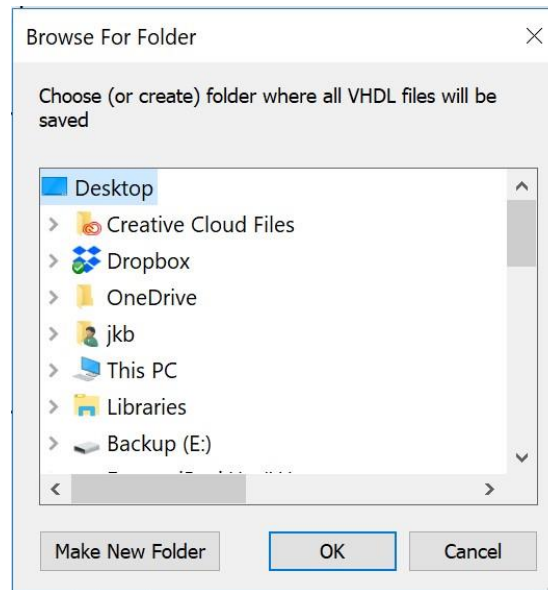 Browse For Folder
Choose (or create) folder where all VHDL files will be
saved
Desktop
Creative Cloud Files
Dropbox
OneDrive
jkb
This PC
Libraries
Backup (E:)
Make New Folder
OK
Cancel